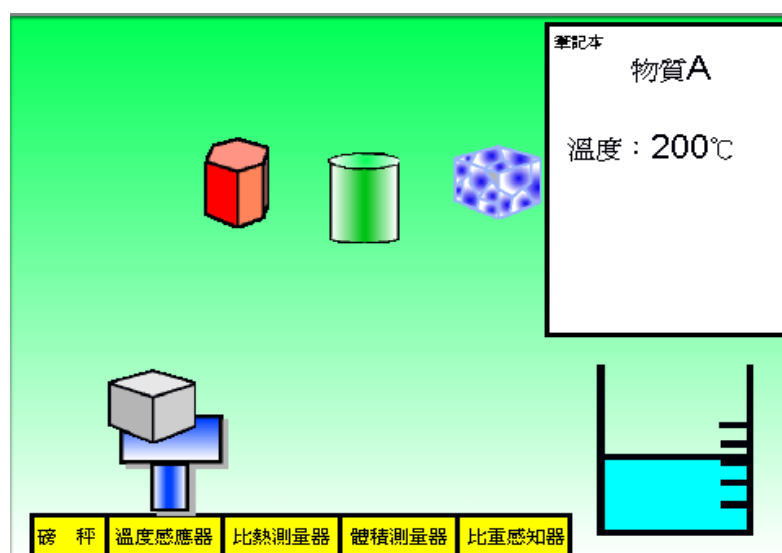 筆記本
物質A
溫度：200℃
磅 秤
溫度感應器
比熱測量器
體積測量器
比重感知器